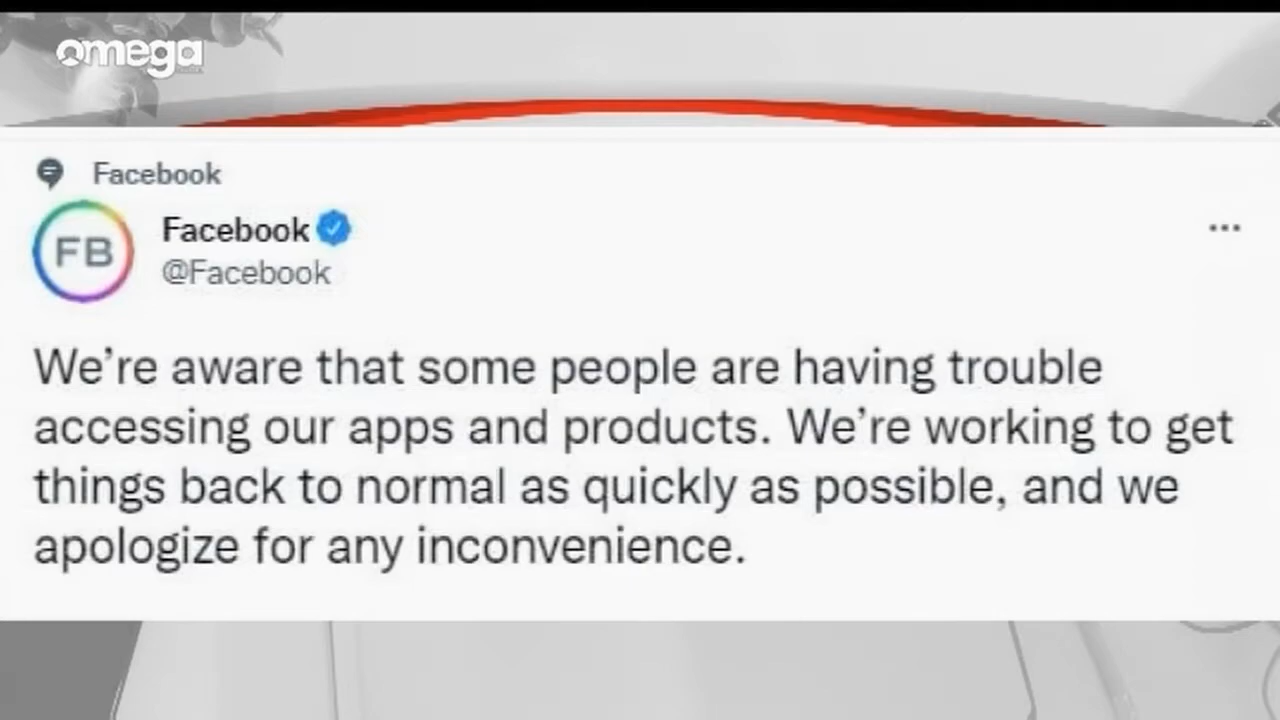 omega
Facebook
FB
Facebook
@Facebook
We’re aware that some people are having trouble
accessing our apps and products. We’re working to get
things back to normal as quickly as possible, and we
apologize for any inconvenience.